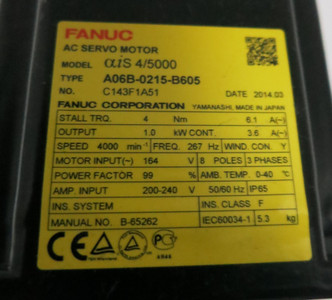 FANUC
AC SERVO MOTOR
MODEL αiS 4/5000
TYPE A06B-0215-B605
NO. C143F1A51 DATE 2014.03
FANUC CORPORATION YAMANASHI, MADE IN JAPAN
STALL TRQ. 4 Nm 6.1 A(~)
OUTPUT 1.0 kW CONT. 3.6 A(~)
SPEED 4000 min⁻¹ FREQ. 267 Hz WIND. CON. Y
MOTOR INPUT(~) 164 V 8 POLES 3 PHASES
POWER FACTOR 99 % AMB. TEMP. 0-40 ℃
AMP. INPUT 200-240 V 50/60 Hz IP65
INS. SYSTEM INS. CLASS F
MANUAL NO. B-65262 IEC60034-1 5.3 kg
CE